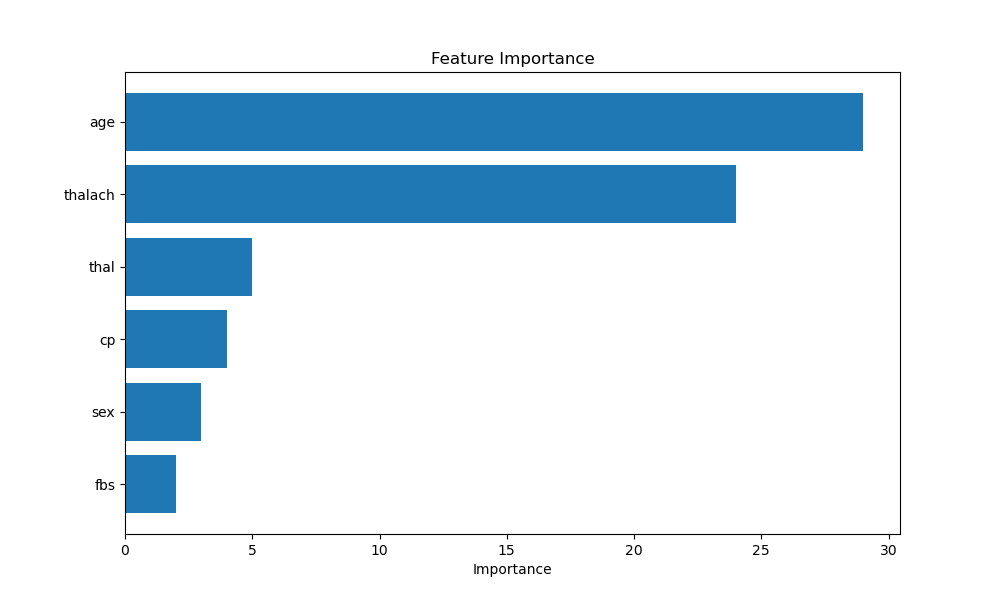 Feature Importance
age
thalach
thal
cp
sex
fbs
0 5 10 15 20 25 30
Importance